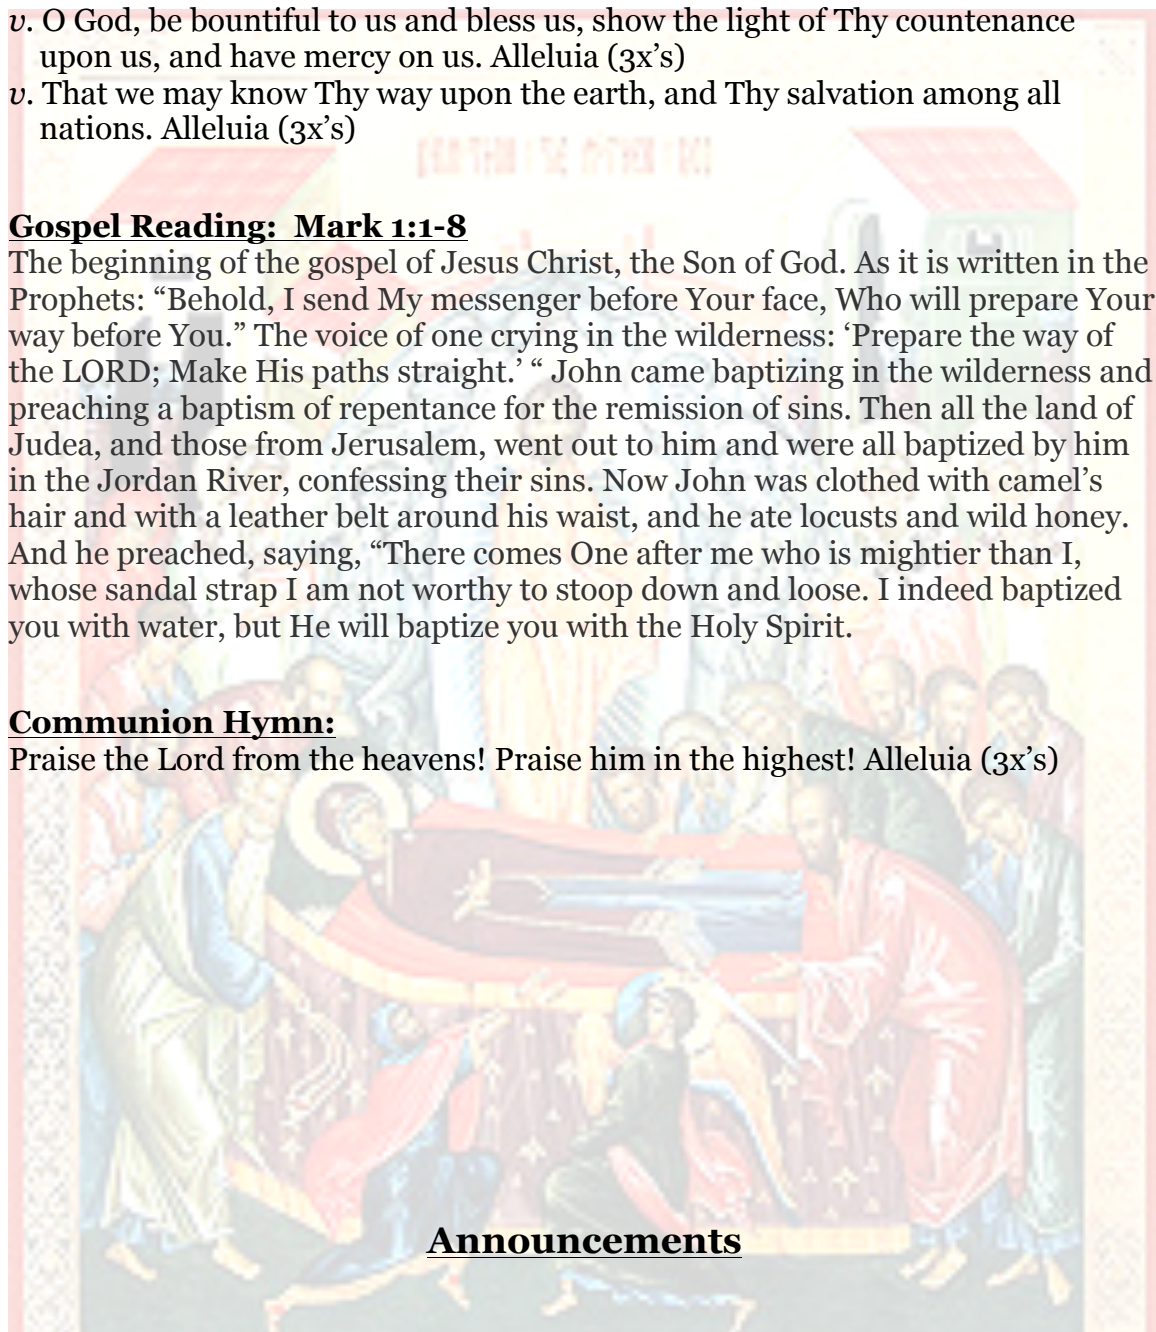 v. O God, be bountiful to us and bless us, show the light of Thy countenance
upon us, and have mercy on us. Alleluia (3x’s)
v. That we may know Thy way upon the earth, and Thy salvation among all
nations. Alleluia (3x’s)
Gospel Reading:  Mark 1:1-8
The beginning of the gospel of Jesus Christ, the Son of God. As it is written in the
Prophets: “Behold, I send My messenger before Your face, Who will prepare Your
way before You.” The voice of one crying in the wilderness: ‘Prepare the way of
the LORD; Make His paths straight.’ “ John came baptizing in the wilderness and
preaching a baptism of repentance for the remission of sins. Then all the land of
Judea, and those from Jerusalem, went out to him and were all baptized by him
in the Jordan River, confessing their sins. Now John was clothed with camel’s
hair and with a leather belt around his waist, and he ate locusts and wild honey.
And he preached, saying, “There comes One after me who is mightier than I,
whose sandal strap I am not worthy to stoop down and loose. I indeed baptized
you with water, but He will baptize you with the Holy Spirit.
Communion Hymn:
Praise the Lord from the heavens! Praise him in the highest! Alleluia (3x’s)
Announcements